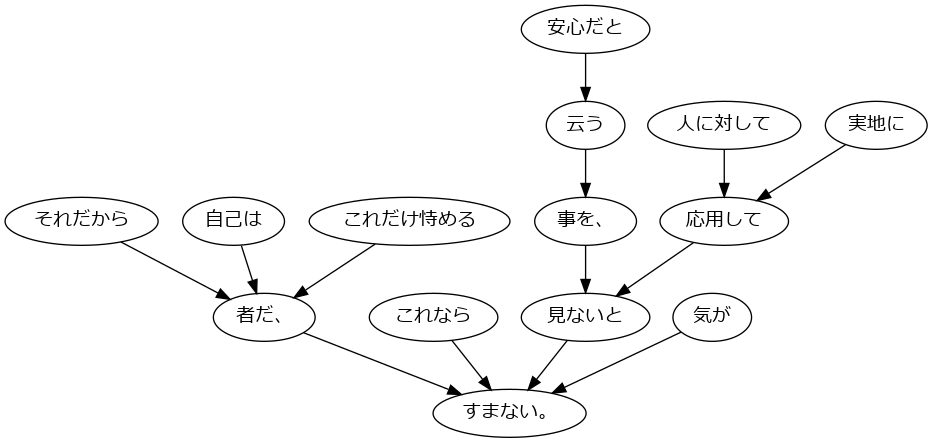 安心だと
云う
人に対して
実地に
それだから
自己は
これだけ恃める
事を、
応用して
者だ、
これなら
見ないと
気が
すまない。